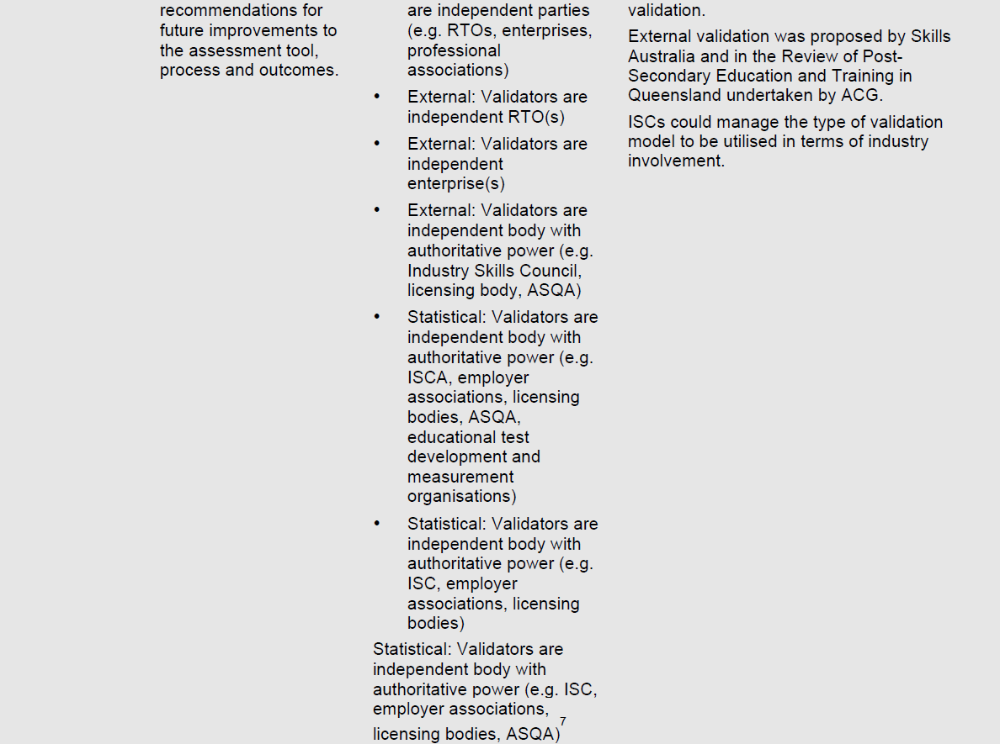 recommendations for
future improvements to
the assessment tool,
process and outcomes.
are independent parties
(e.g. RTOs, enterprises,
professional
associations)
• External: Validators are
independent RTO(s)
• External: Validators are
independent
enterprise(s)
• External: Validators are
independent body with
authoritative power (e.g.
Industry Skills Council,
licensing body, ASQA)
• Statistical: Validators are
independent body with
authoritative power (e.g.
ISCA, employer
associations, licensing
bodies, ASQA,
educational test
development and
measurement
organisations)
• Statistical: Validators are
independent body with
authoritative power (e.g.
ISC, employer
associations, licensing
bodies)
Statistical: Validators are
independent body with
authoritative power (e.g. ISC,
employer associations,
licensing bodies, ASQA)7
validation.
External validation was proposed by Skills
Australia and in the Review of Post-
Secondary Education and Training in
Queensland undertaken by ACG.
ISCs could manage the type of validation
model to be utilised in terms of industry
involvement.